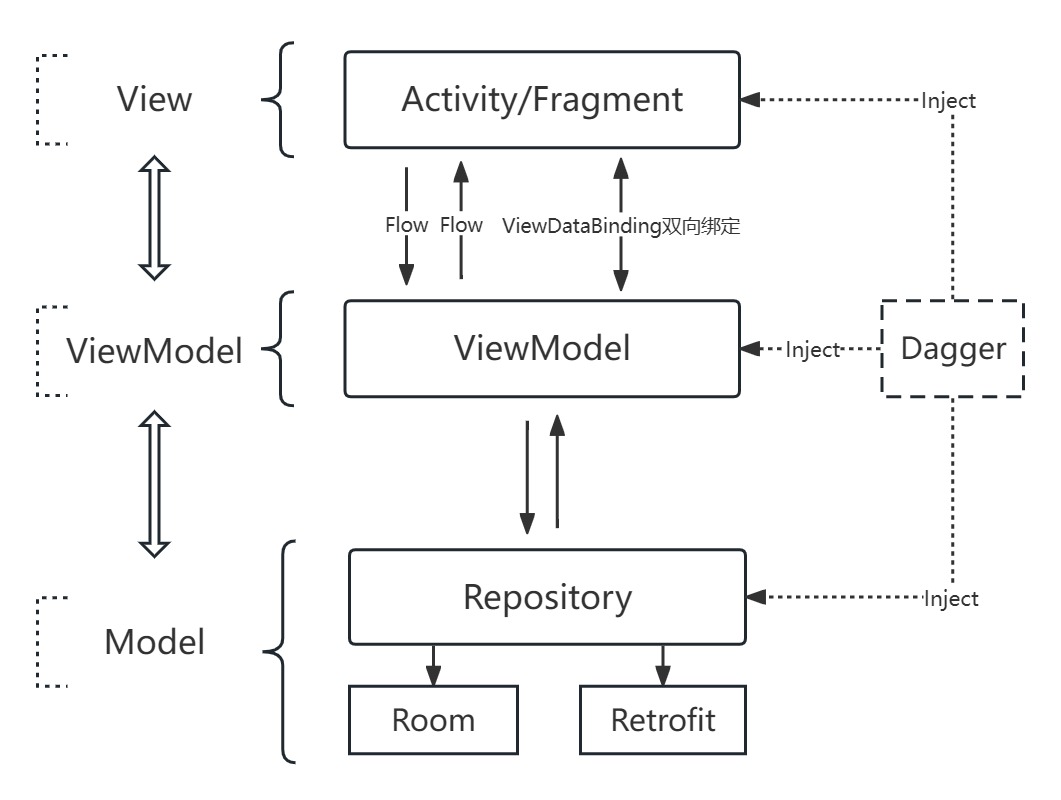 View
Activity/Fragment
Inject
Flow
Flow
ViewDataBinding双向绑定
ViewModel
ViewModel
Inject
Dagger
Model
Repository
Inject
Room
Retrofit